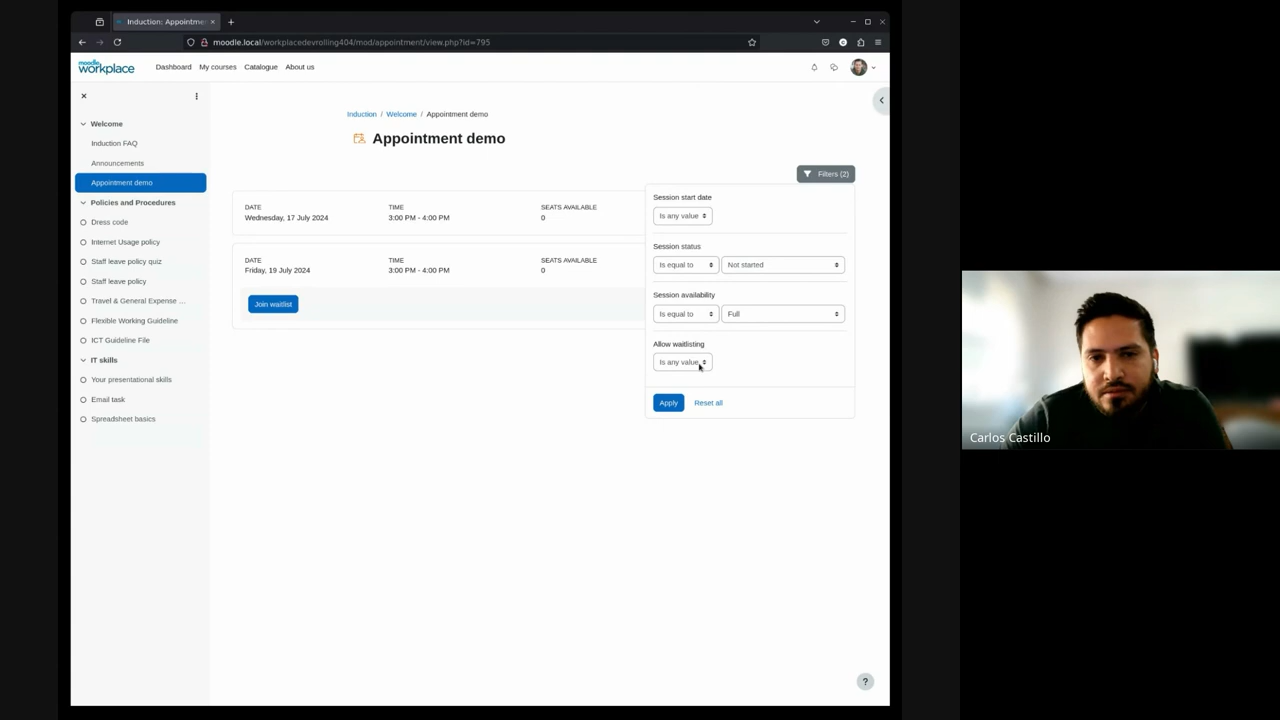 Induction: Appointmen
moodle.local/workplacedevrolling404/mod/appointment/view.php?id=795
moodle workplace
Dashboard My courses Catalogue About us
Welcome
Induction FAQ
Announcements
Appointment demo
Policies and Procedures
Dress code
Internet Usage policy
Staff leave policy quiz
Staff leave policy
Travel & General Expense ...
Flexible Working Guideline
ICT Guideline File
IT skills
Your presentational skills
Email task
Spreadsheet basics
Induction / Welcome / Appointment demo
Appointment demo
Filters (2)
DATE TIME SEATS AVAILABLE
Wednesday, 17 July 2024 3:00 PM - 4:00 PM 0
DATE TIME SEATS AVAILABLE
Friday, 19 July 2024 3:00 PM - 4:00 PM 0
Join waitlist
Session start date
Is any value
Session status
Is equal to Not started
Session availability
Is equal to Full
Allow waitlisting
Is any value
Apply Reset all
?
Carlos Castillo